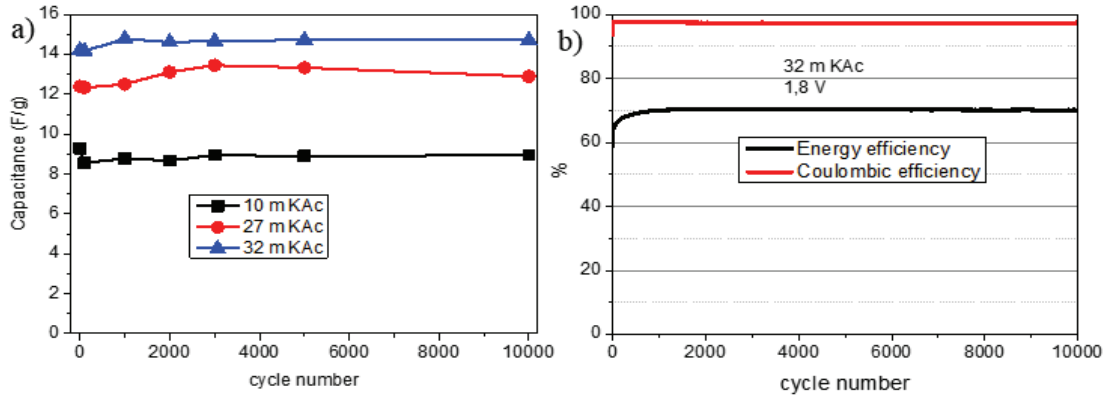 a)
Capacitance (F/g)
16
14
12
10
8
6
4
2
0
10 m KAc
27 m KAc
32 m KAc
0 2000 4000 6000 8000 10000
cycle number
b)
%
100
80
60
40
20
0
32 m KAc
1,8 V
Energy efficiency
Coulombic efficiency
0 2000 4000 6000 8000 10000
cycle number